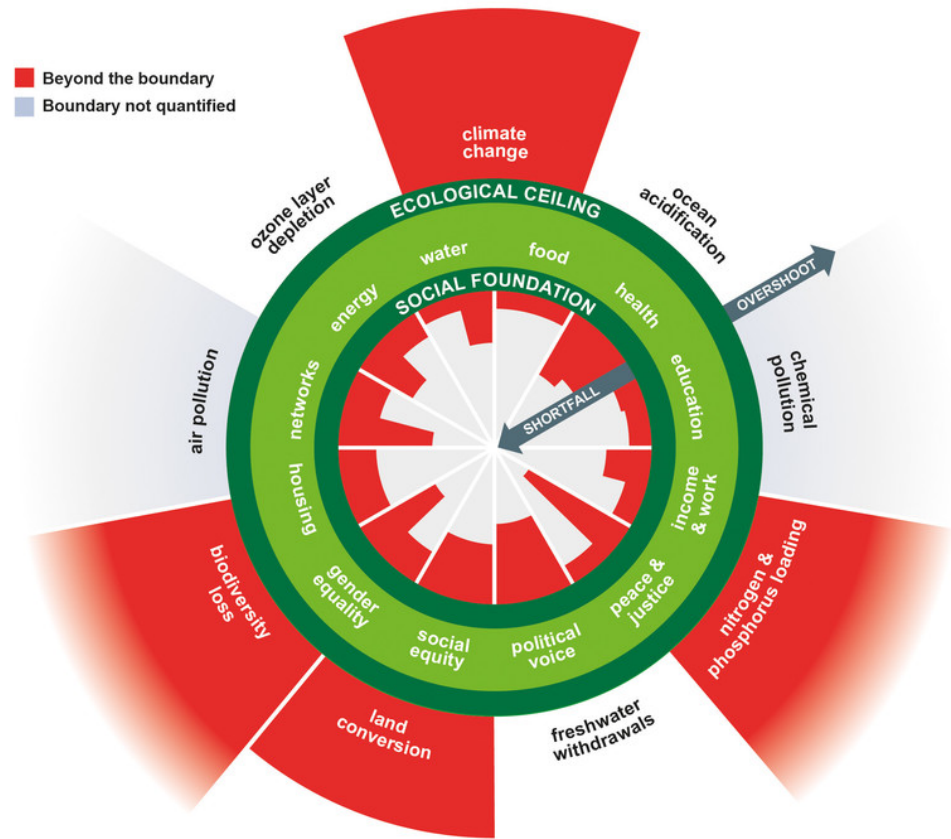 Beyond the boundary
Boundary not quantified
climate
change
ozone layer
depletion
ocean
acidification
ECOLOGICAL CEILING
OVERSHOOT
water
food
energy
health
SOCIAL FOUNDATION
networks
education
SHORTFALL
air pollution
chemical
pollution
housing
income
& work
gender
equality
peace &
justice
social
equity
political
voice
biodiversity
loss
nitrogen &
phosphorus loading
land
conversion
freshwater
withdrawals